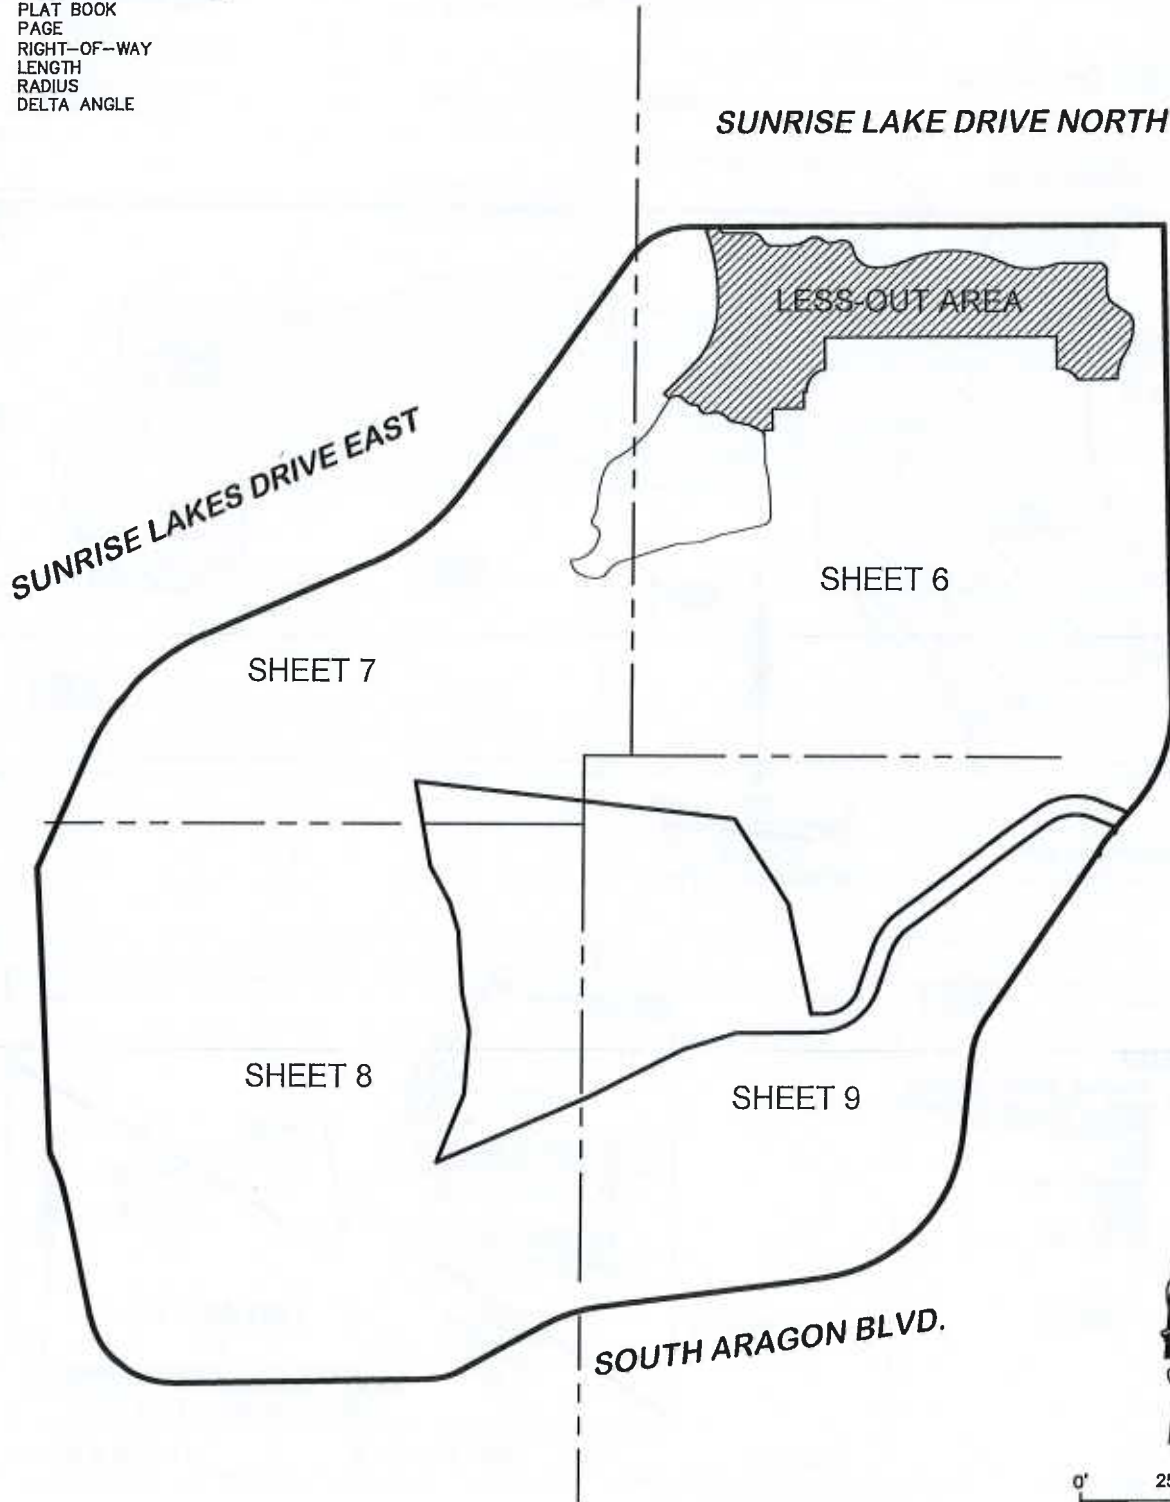 PLAT BOOK
PAGE
RIGHT-OF-WAY
LENGTH
RADIUS
DELTA ANGLE
SUNRISE LAKE DRIVE NORTH
LESS-OUT AREA
SUNRISE LAKES DRIVE EAST
SHEET 6
SHEET 7
SHEET 8
SHEET 9
SOUTH ARAGON BLVD.
0'